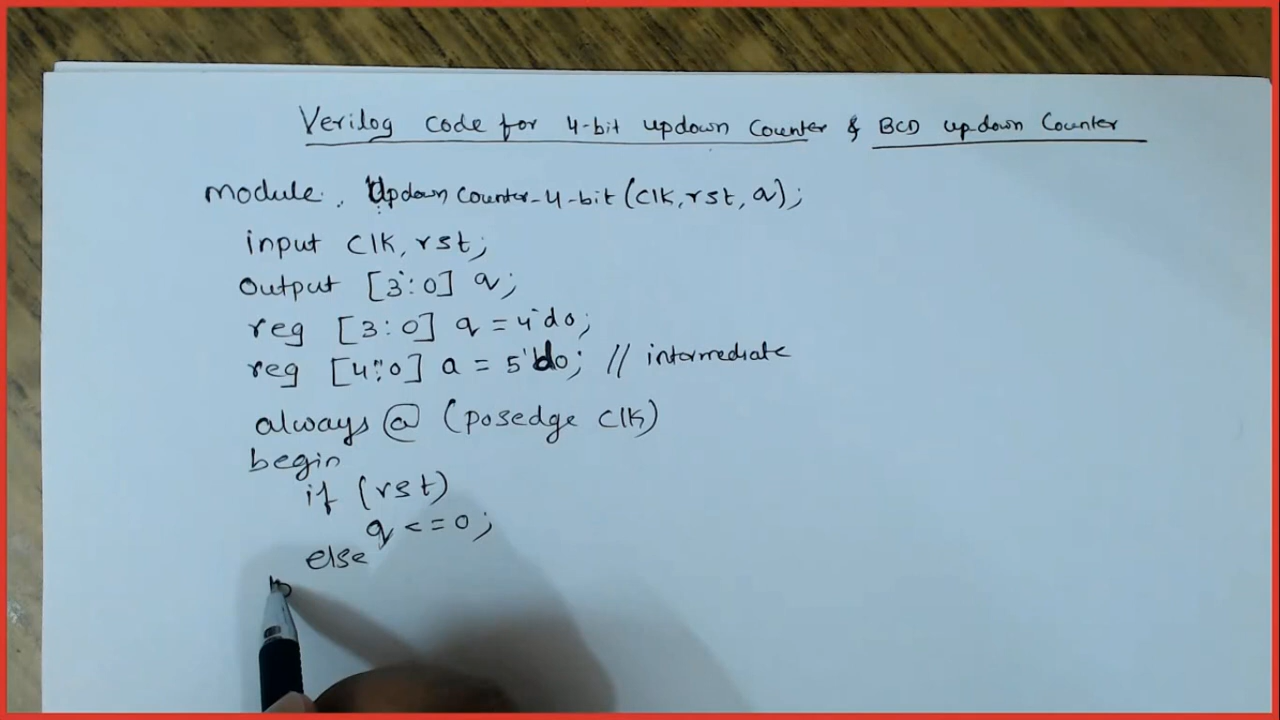 Verilog code for 4-bit updown Counter & BCD updown Counter
module. Updown Counter-4-bit (clk, rst, q);
input clk, rst;
output [3:0] q;
reg [3:0] q = 4'd0;
reg [4:0] a = 5'd0; // intermediate
always @ (posedge clk)
begin
if (rst)
q <= 0;
else